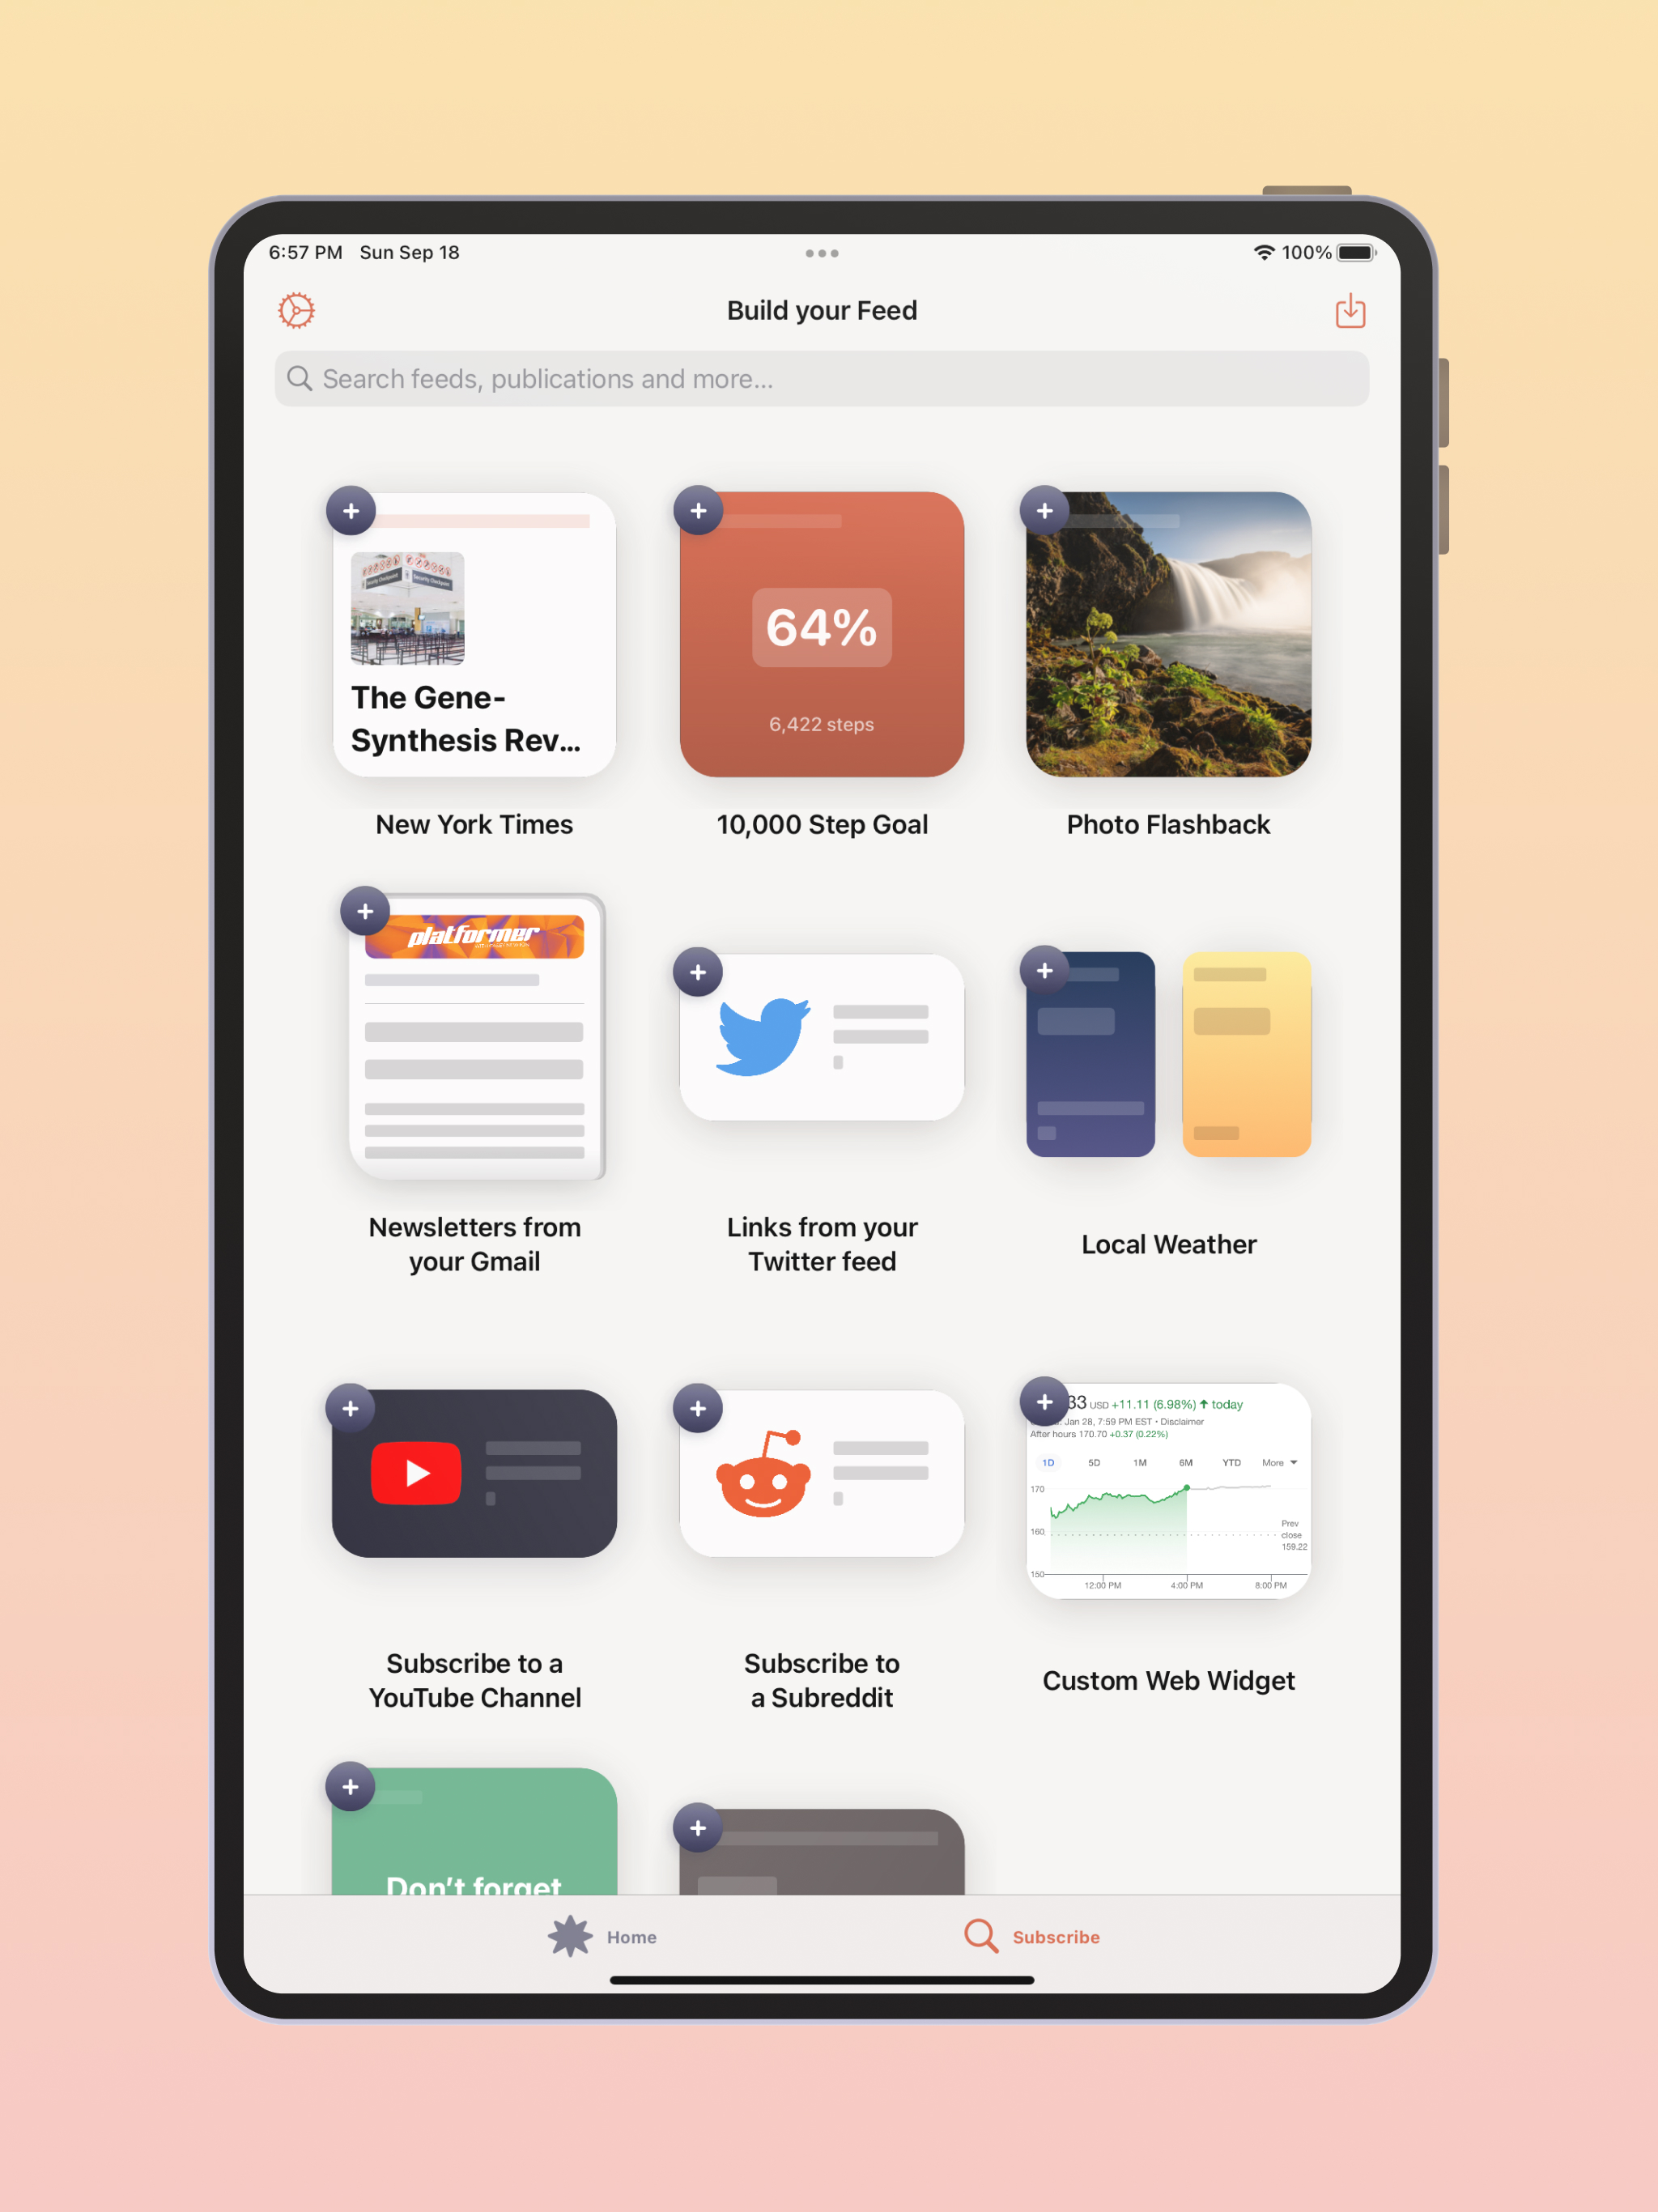 6:57 PM Sun Sep 18
100%
Build your Feed
Search feeds, publications and more...
64%
6,422 steps
The Gene-
Synthesis Rev...
New York Times
10,000 Step Goal
Photo Flashback
platformer
Newsletters from
your Gmail
Links from your
Twitter feed
Local Weather
33 USD +11.11 (6.98%) today
Jan 28, 7:59 PM EST • Disclaimer
After hours 170.70 +0.37 (0.22%)
1D 5D 1M 6M YTD More
170
160
150
Prev
close
159.22
12:00 PM 4:00 PM 8:00 PM
Subscribe to a
YouTube Channel
Subscribe to
a Subreddit
Custom Web Widget
Don't forget
Home
Subscribe